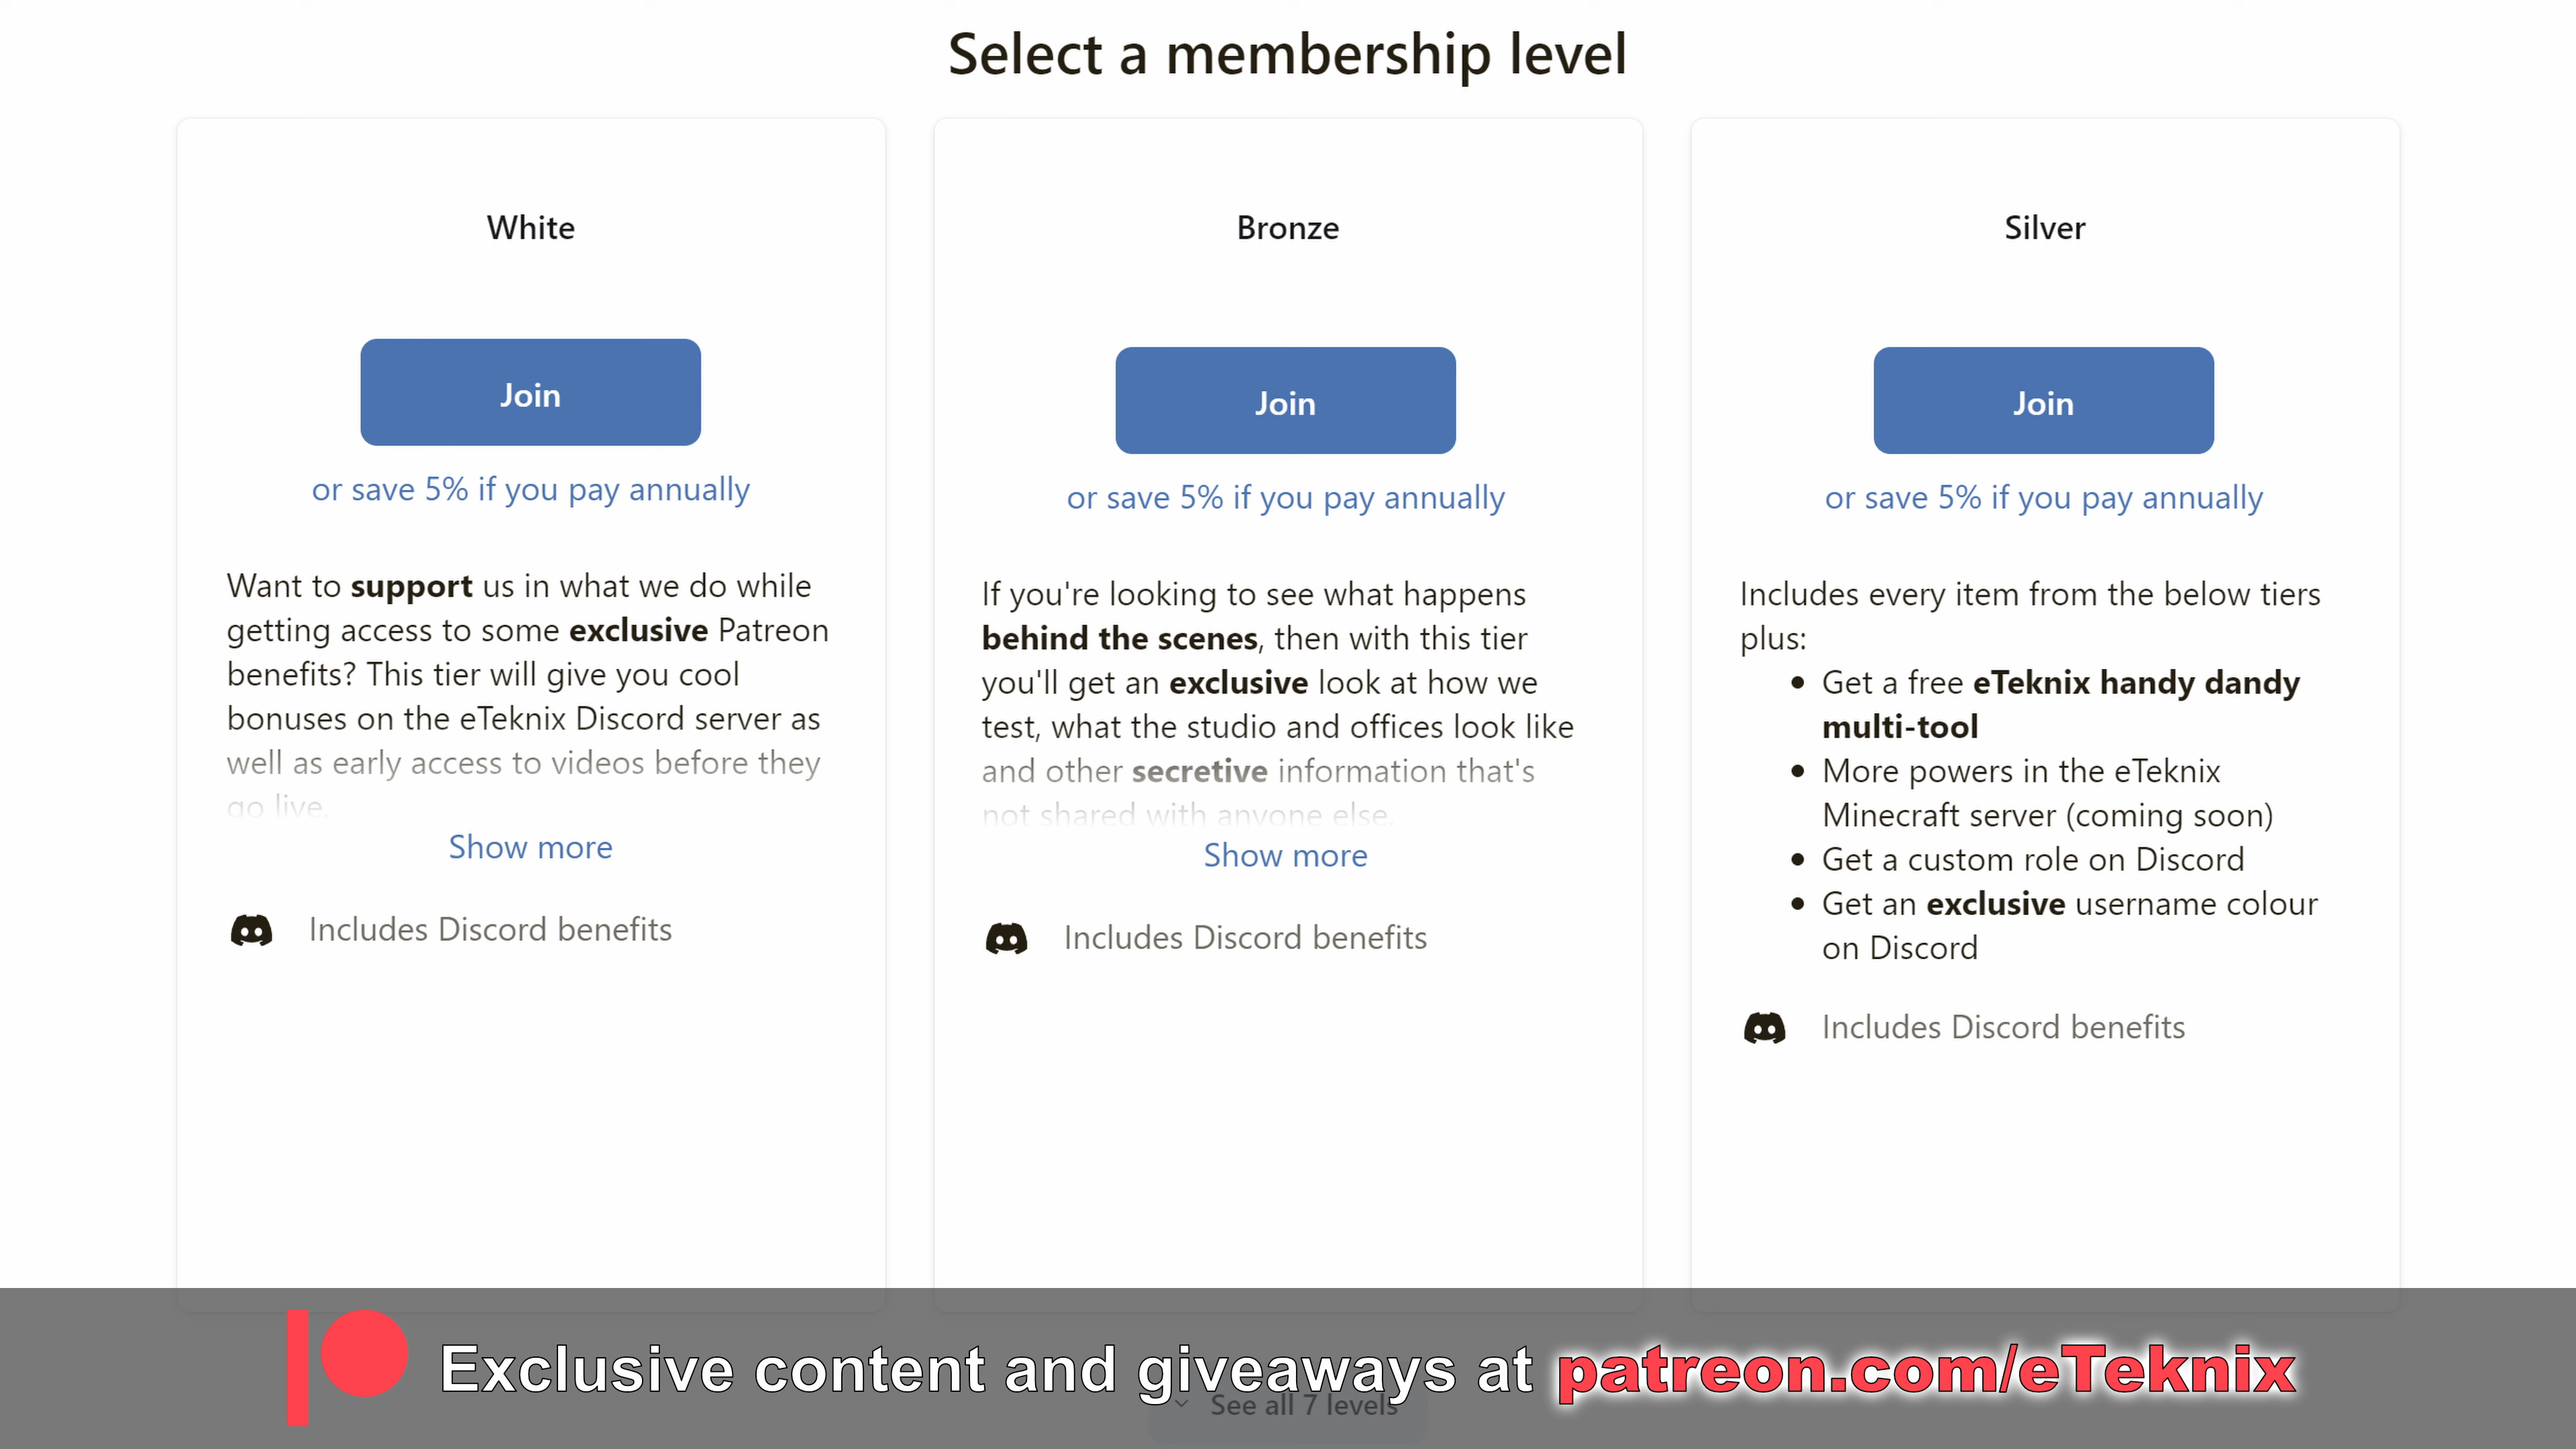 Select a membership level
White
Join
or save 5% if you pay annually
Want to support us in what we do while
getting access to some exclusive Patreon
benefits? This tier will give you cool
bonuses on the eTeknix Discord server as
well as early access to videos before they
go live.
Show more
Includes Discord benefits
Bronze
Join
or save 5% if you pay annually
If you're looking to see what happens
behind the scenes, then with this tier
you'll get an exclusive look at how we
test, what the studio and offices look like
and other secretive information that's
not shared with anyone else.
Show more
Includes Discord benefits
Silver
Join
or save 5% if you pay annually
Includes every item from the below tiers
plus:
• Get a free eTeknix handy dandy
multi-tool
• More powers in the eTeknix
Minecraft server (coming soon)
• Get a custom role on Discord
• Get an exclusive username colour
on Discord
Includes Discord benefits
Exclusive content and giveaways at patreon.com/eTeknix
See all 7 levels